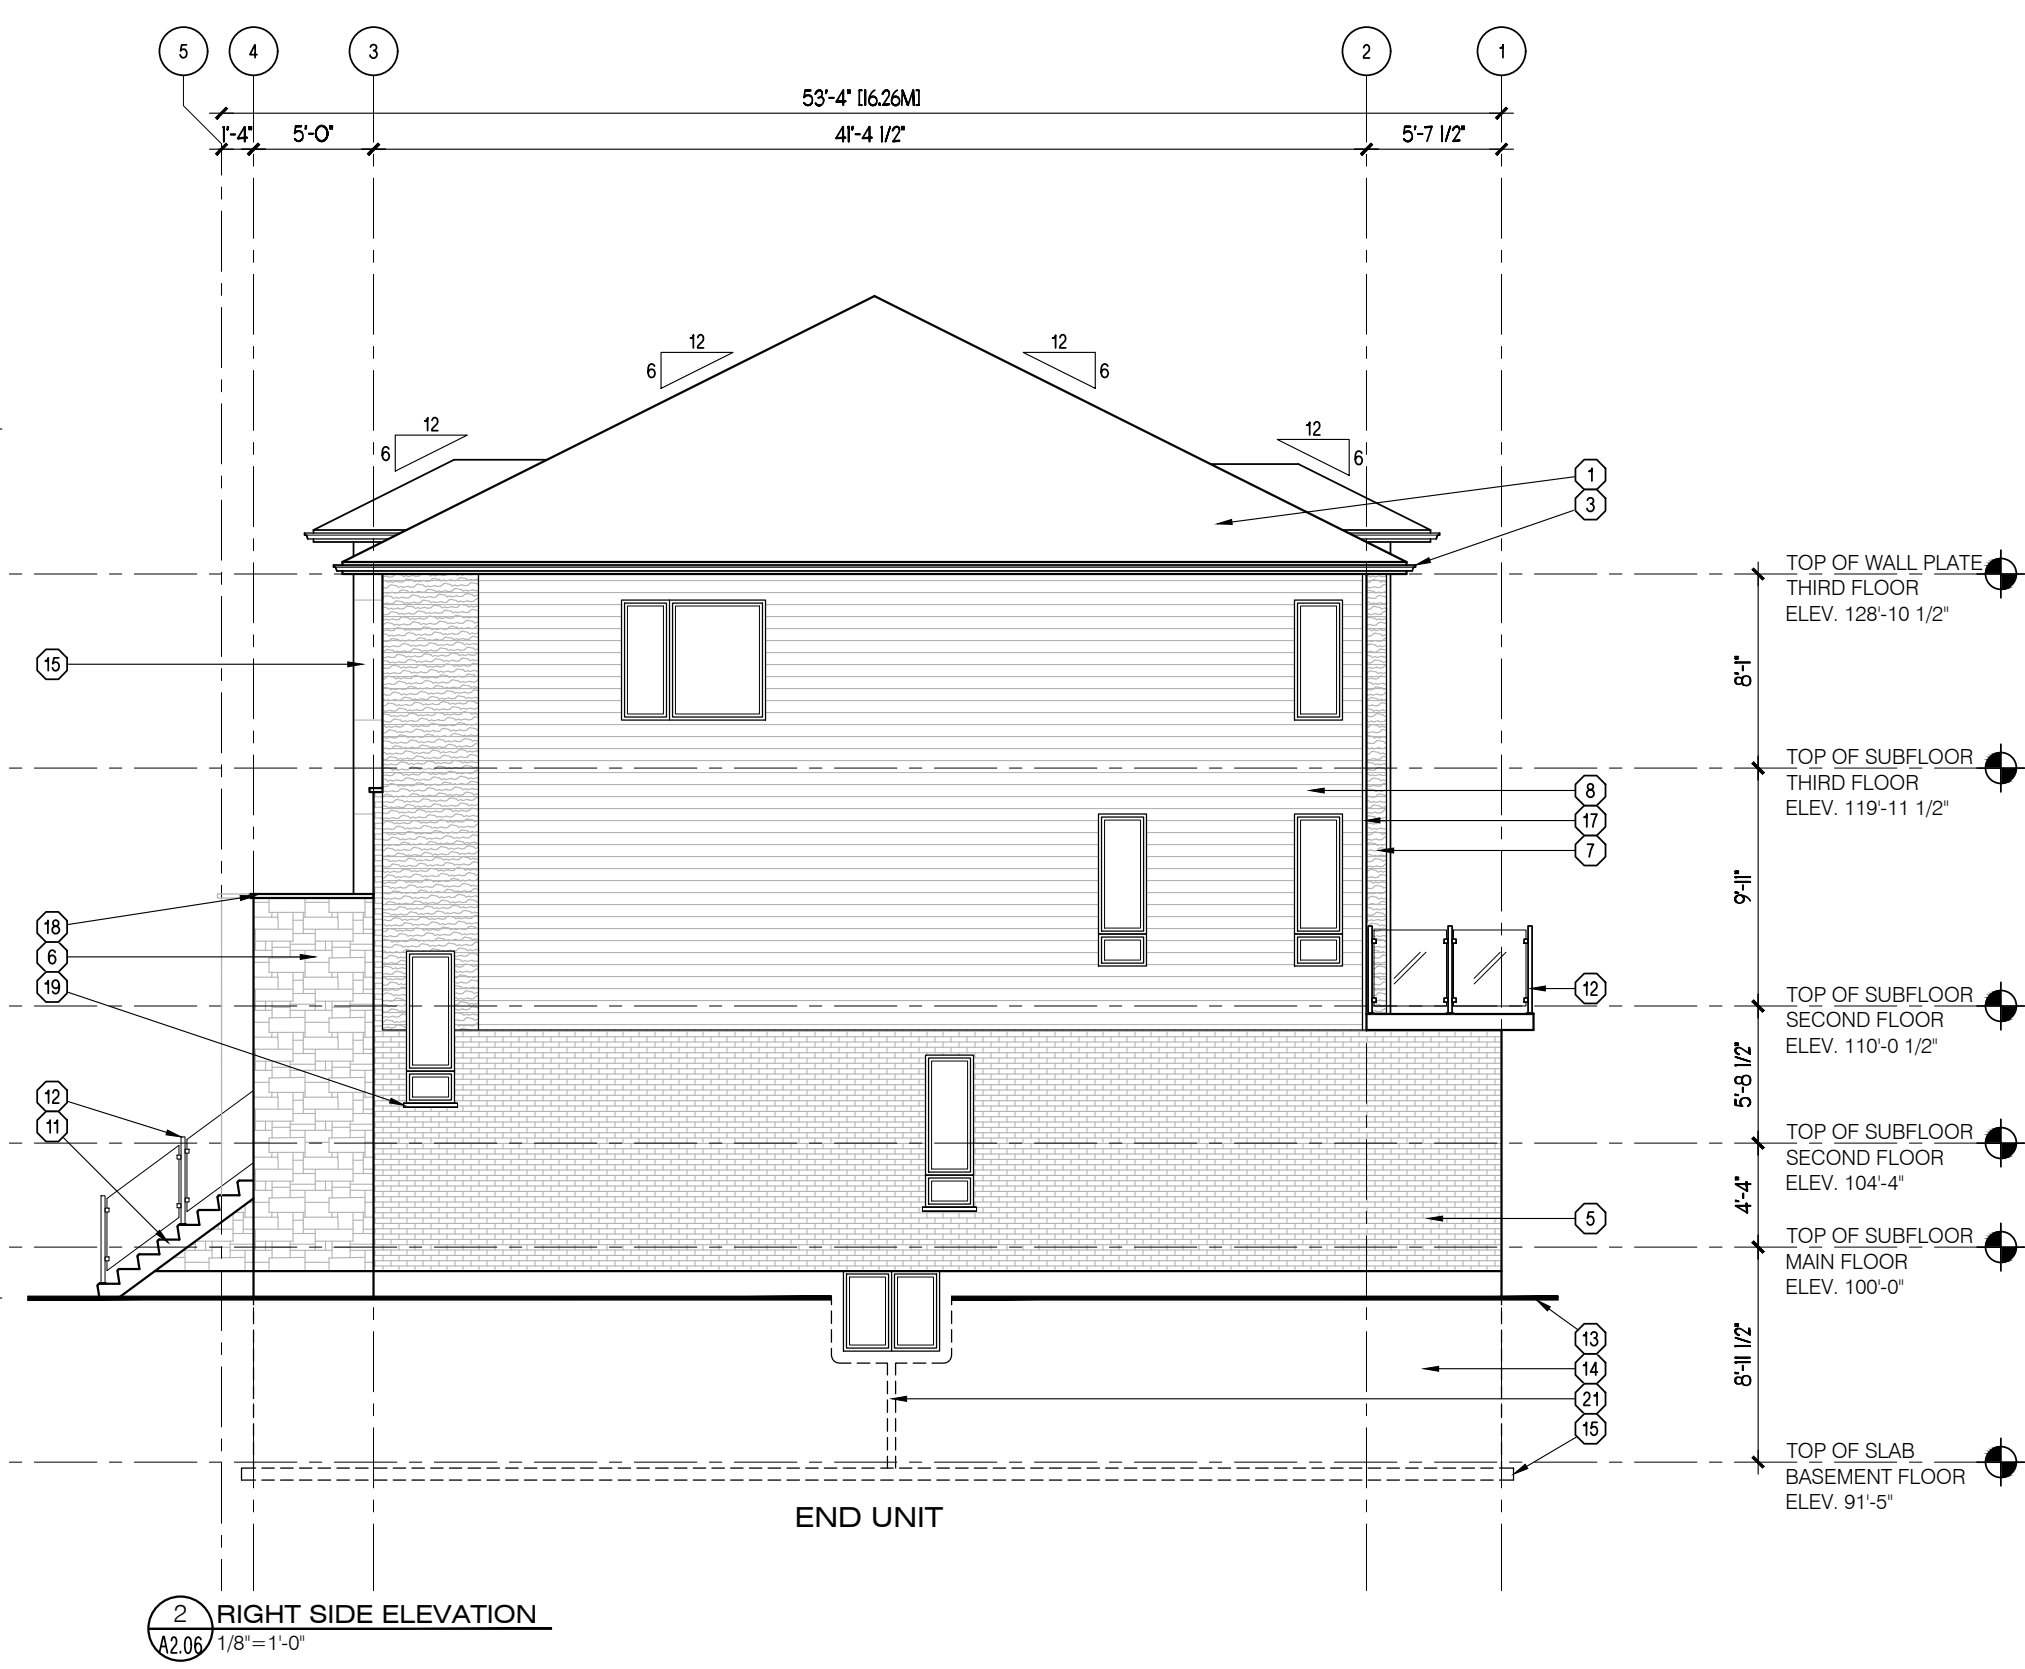 5 4 3 2 1
53'-4" [16.26M]
1'-4" 5'-0" 41'-4 1/2" 5'-7 1/2"
12 12
6 6
12 12
6 6
1
3
TOP OF WALL PLATE
THIRD FLOOR
ELEV. 128'-10 1/2"
15
8'-1"
TOP OF SUBFLOOR
THIRD FLOOR
ELEV. 119'-11 1/2"
8
17
7
9'-11"
18
6
19
12
TOP OF SUBFLOOR
SECOND FLOOR
ELEV. 110'-0 1/2"
5'-8 1/2"
12
11
TOP OF SUBFLOOR
SECOND FLOOR
ELEV. 104'-4"
4'-4"
5
TOP OF SUBFLOOR
MAIN FLOOR
ELEV. 100'-0"
13
14
21
15
8'-11 1/2"
TOP OF SLAB
BASEMENT FLOOR
ELEV. 91'-5"
END UNIT
2 RIGHT SIDE ELEVATION
A2.06 1/8"=1'-0"